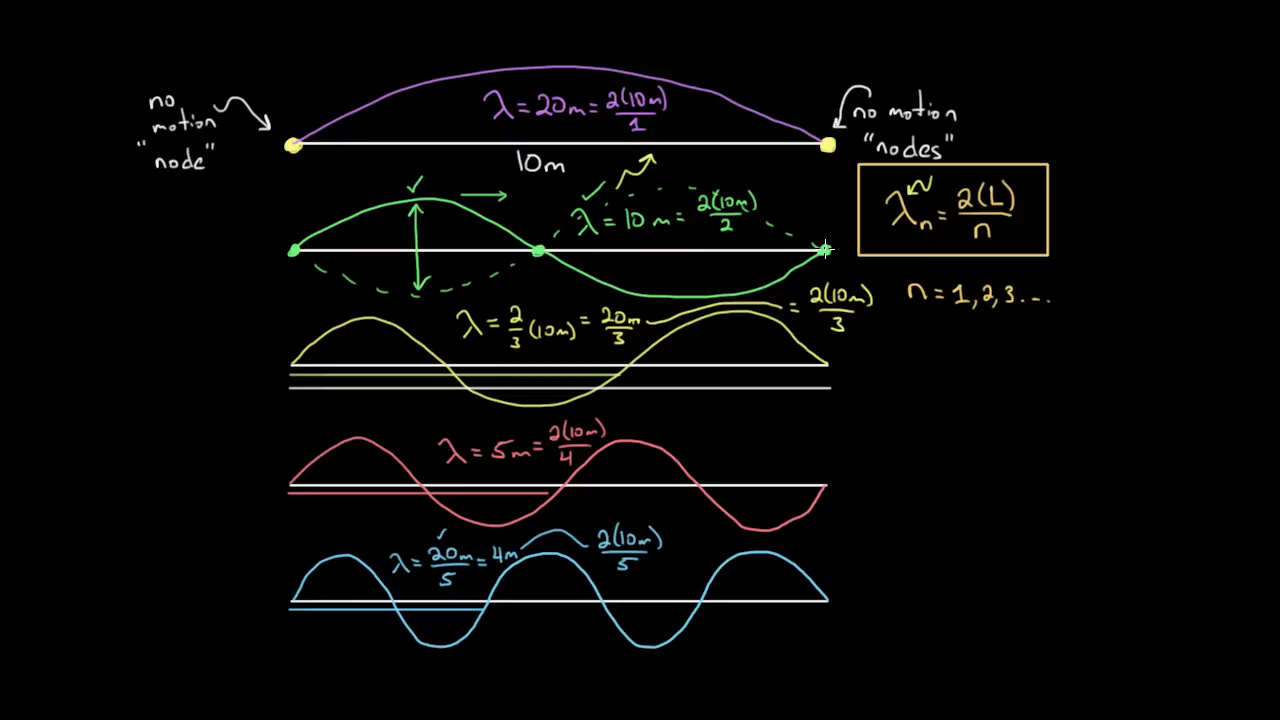 no
motion
"node"
λ = 20m = 2(10m)/1
10m
no motion
"nodes"
λₙ = 2(L)/n
n = 1, 2, 3 . . .
λ = 10m = 2(10m)/2
λ = 2/3 (10m) = 20m/3 = 2(10m)/3
λ = 5m = 2(10m)/4
λ = 20m/5 = 4m 2(10m)/5